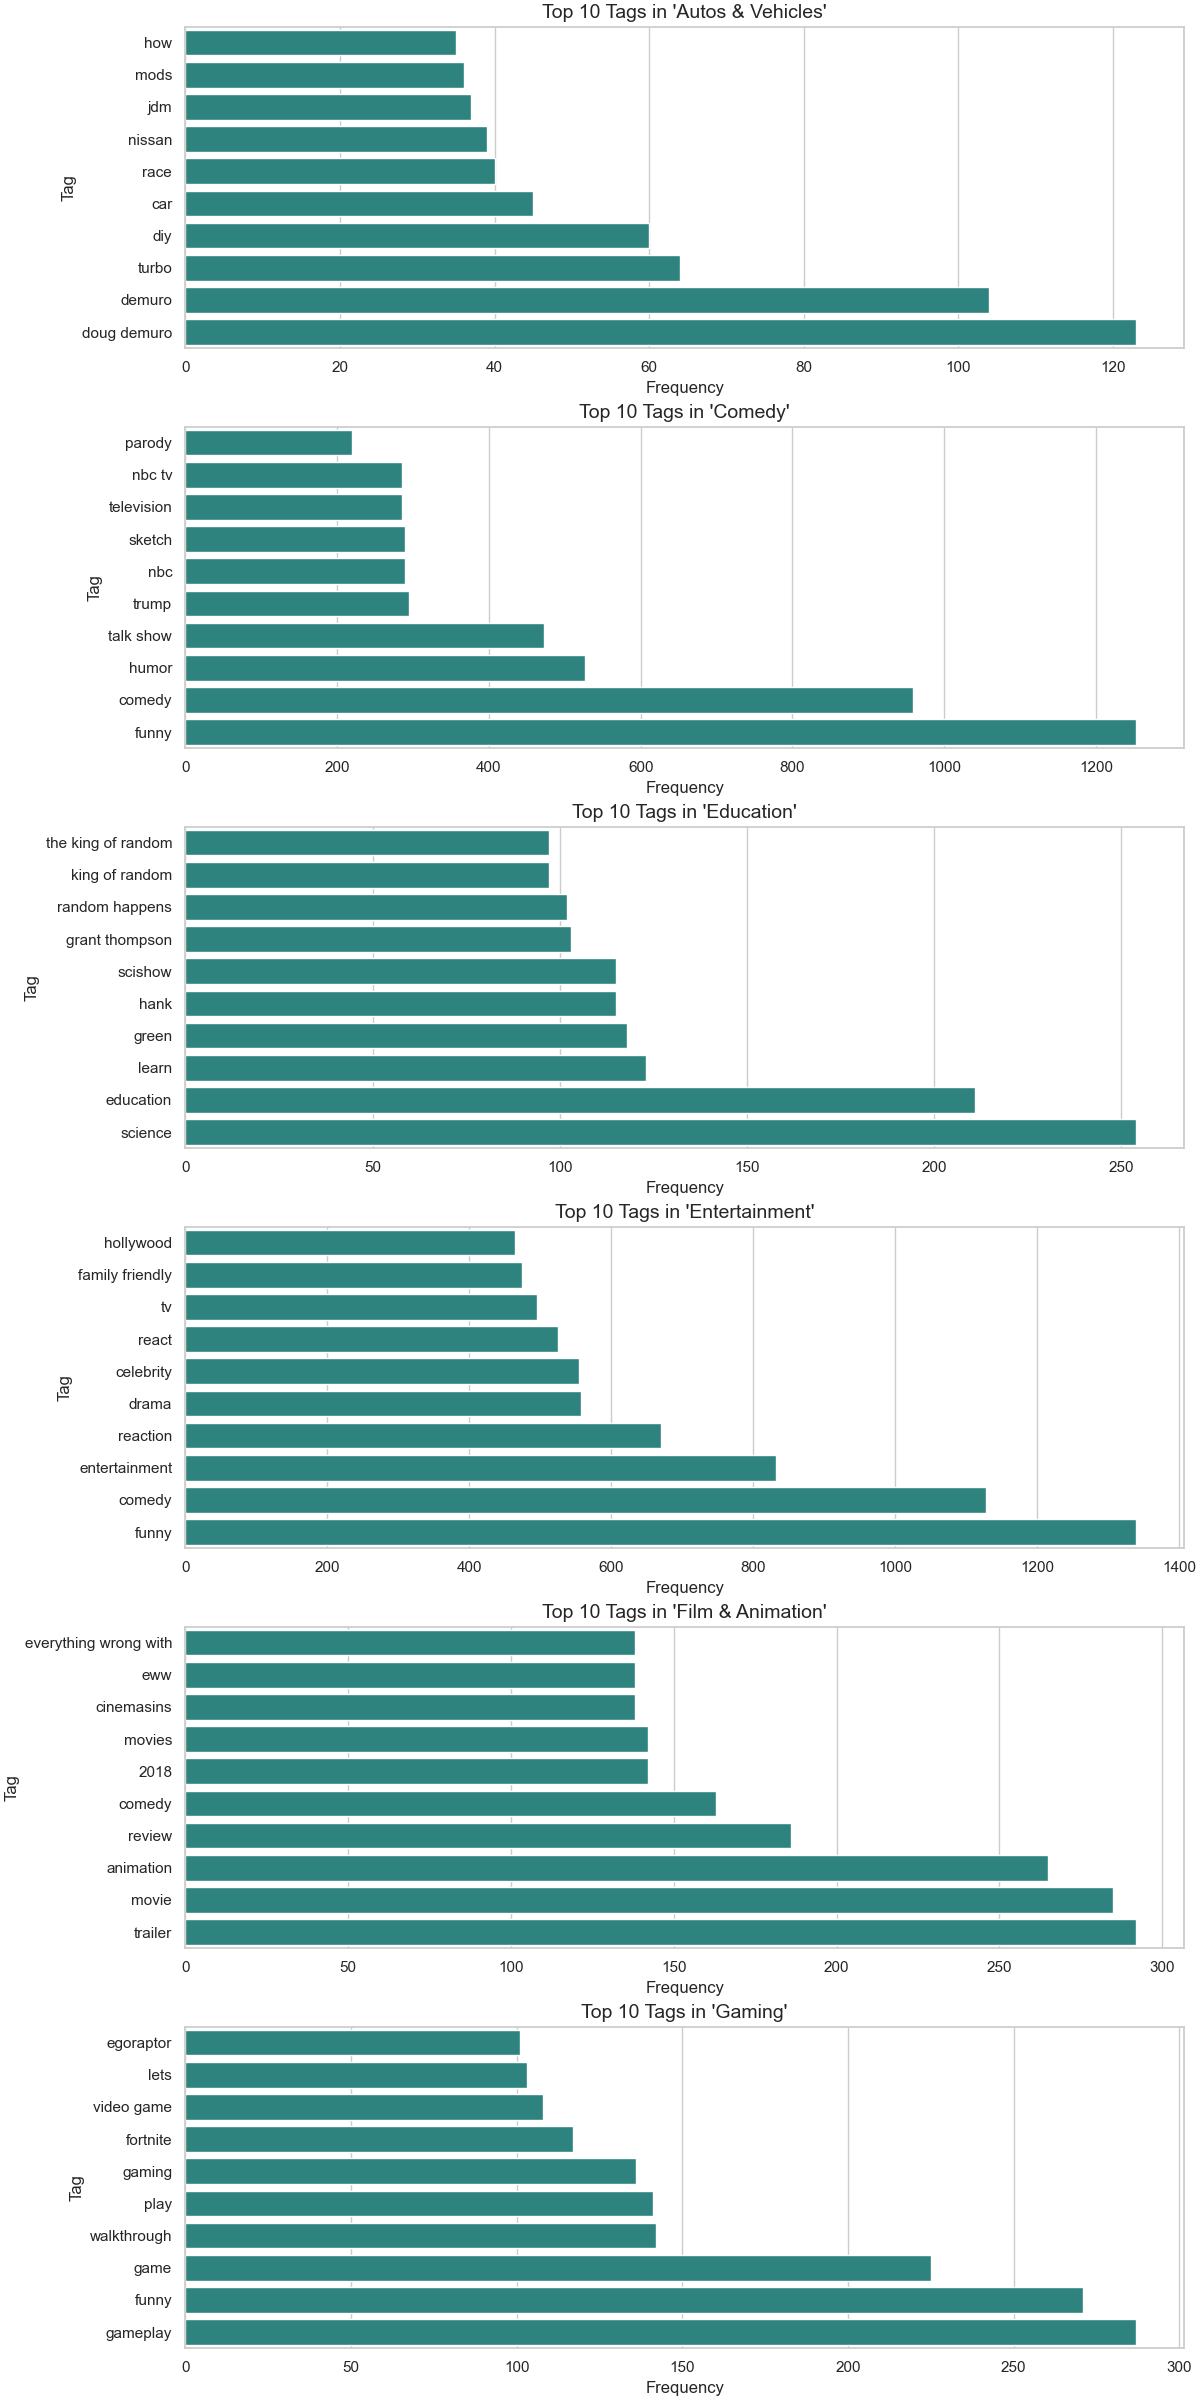 Top 10 Tags in 'Autos & Vehicles'
how
mods
jdm
nissan
race
car
diy
turbo
demuro
doug demuro
Tag
0 20 40 60 80 100 120
Frequency
Top 10 Tags in 'Comedy'
parody
nbc tv
television
sketch
nbc
trump
talk show
humor
comedy
funny
Tag
0 200 400 600 800 1000 1200
Frequency
Top 10 Tags in 'Education'
the king of random
king of random
random happens
grant thompson
scishow
hank
green
learn
education
science
Tag
0 50 100 150 200 250
Frequency
Top 10 Tags in 'Entertainment'
hollywood
family friendly
tv
react
celebrity
drama
reaction
entertainment
comedy
funny
Tag
0 200 400 600 800 1000 1200 1400
Frequency
Top 10 Tags in 'Film & Animation'
everything wrong with
eww
cinemasins
movies
2018
comedy
review
animation
movie
trailer
Tag
0 50 100 150 200 250 300
Frequency
Top 10 Tags in 'Gaming'
egoraptor
lets
video game
fortnite
gaming
play
walkthrough
game
funny
gameplay
Tag
0 50 100 150 200 250 300
Frequency